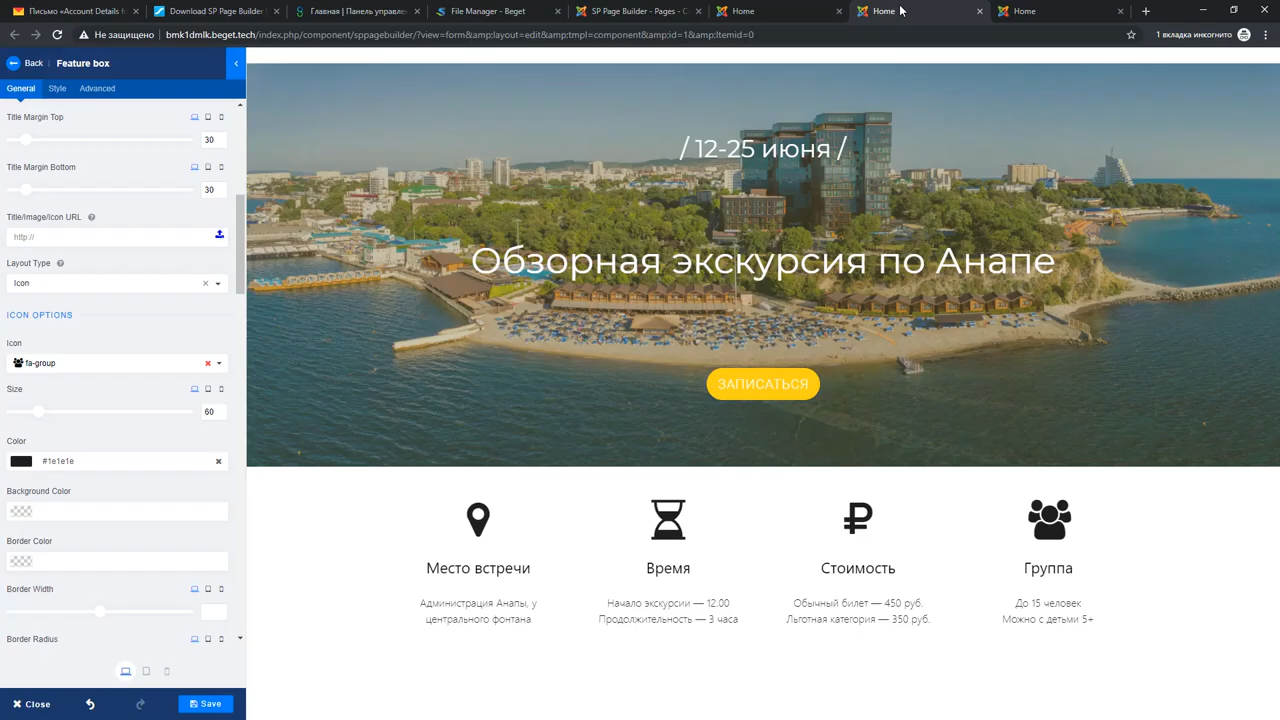 Письмо «Account Details f
Download SP Page Builder
Главная | Панель управле
File Manager - Beget
SP Page Builder - Pages - C
Home
Home
Home
Не защищено
bmk1dmlk.beget.tech/index.php/component/sppagebuilder/?view=form&amp;layout=edit&amp;tmpl=component&amp;id=1&amp;Itemid=0
1 вкладка инкогнито
Back
Feature box
General
Style
Advanced
Title Margin Top
30
Title Margin Bottom
30
Title/Image/Icon URL
http://
Layout Type
Icon
ICON OPTIONS
Icon
fa-group
Size
60
Color
#1e1e1e
Background Color
Border Color
Border Width
Border Radius
Close
Save
/ 12-25 июня /
Обзорная экскурсия по Анапе
ЗАПИСАТЬСЯ
Место встречи
Администрация Анапы, у
центрального фонтана
Время
Начало экскурсии — 12.00
Продолжительность — 3 часа
Стоимость
Обычный билет — 450 руб.
Льготная категория — 350 руб.
Группа
До 15 человек
Можно с детьми 5+